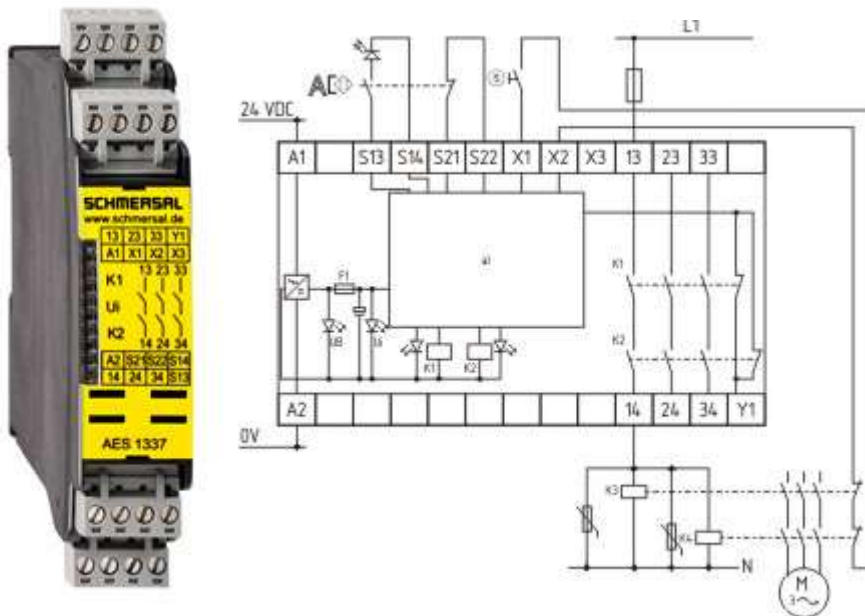 SCHMERSAL
www.schmersal.de
13 23 33 Y1
A1 X1 X2 X3
13 23 33
K1
Ui
K2
14 24 34
A2 S21 S22 S14
14 24 34 S13
AES 1337
L1
S
24 VDC
A1 S13 S14 S21 S22 X1 X2 X3 13 23 33
K1
F1
UB
Ui
K1
K2
K2
A2 14 24 34 Y1
0V
K3
K4
N
M
3~